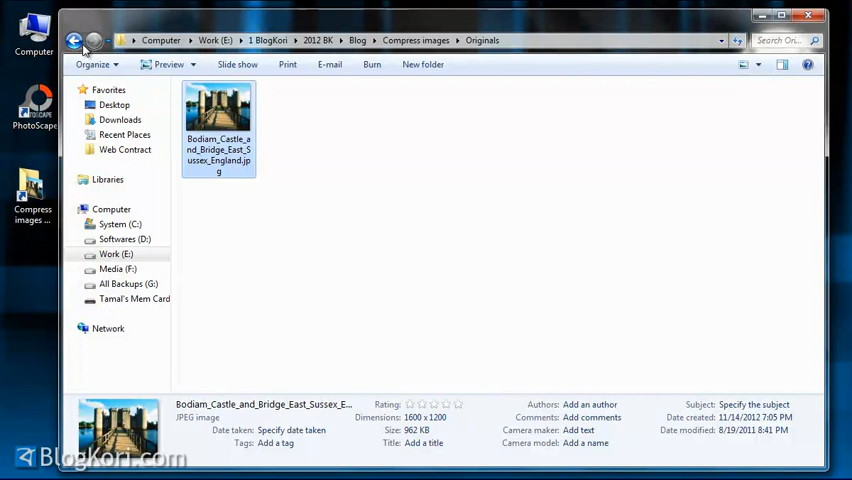 Computer
Work (E:)
1 BlogKori
2012 BK
Blog
Compress images
Originals
Search Ori...
Organize
Preview
Slide show
Print
E-mail
Burn
New folder
Computer
PhotoScape
Compress
images ...
Favorites
Desktop
Downloads
Recent Places
Web Contract
Libraries
Computer
System (C:)
Softwares (D:)
Work (E:)
Media (F:)
All Backups (G:)
Tamal's Mem Card
Network
Bodiam_Castle_a
nd_Bridge_East_S
ussex_England.jp
g
Bodiam_Castle_and_Bridge_East_Sussex_E...
JPEG image
Date taken: Specify date taken
Tags: Add a tag
Rating:
Dimensions: 1600 x 1200
Size: 962 KB
Title: Add a title
Authors: Add an author
Comments: Add comments
Camera maker: Add text
Camera model: Add a name
Subject: Specify the subject
Date created: 11/14/2012 7:05 PM
Date modified: 8/19/2011 8:41 PM
BlogKori.com